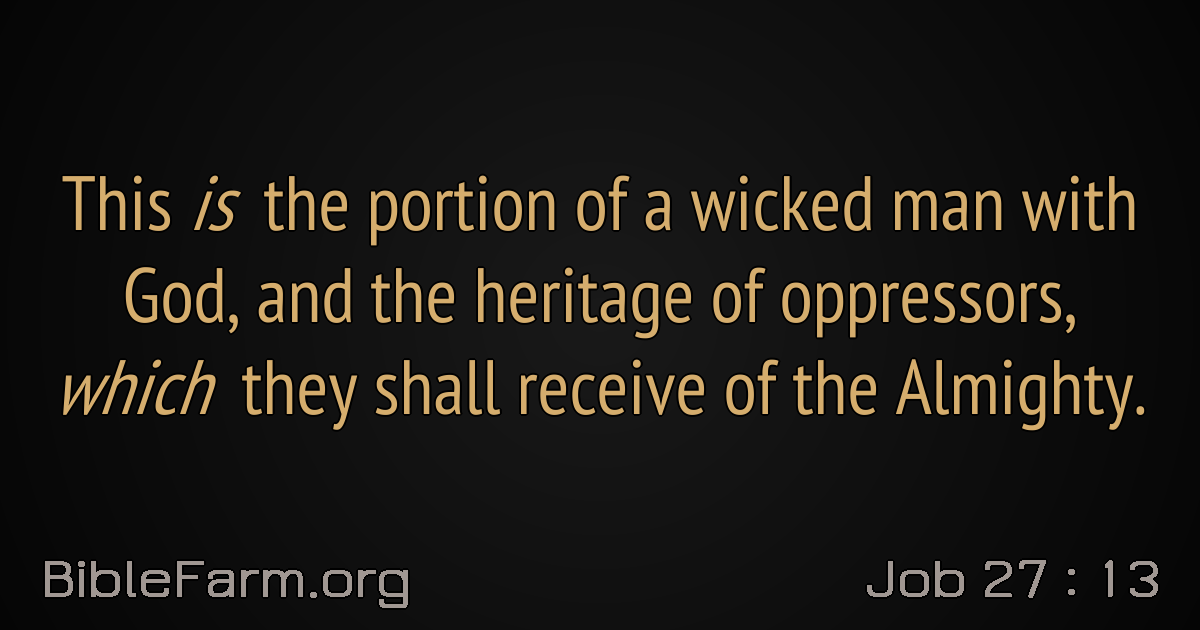 This is the portion of a wicked man with
God, and the heritage of oppressors,
which they shall receive of the Almighty.
BibleFarm.org
Job 27 : 13